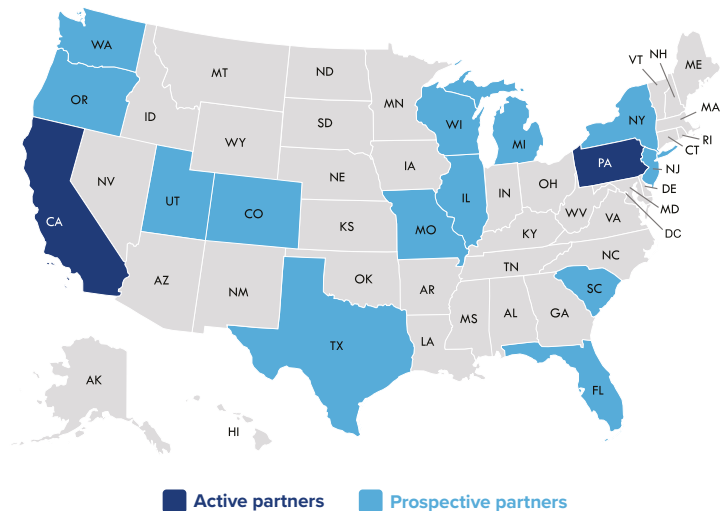 WA
MT
ND
MN
VT
NH
ME
OR
ID
SD
WI
MI
NY
MA
RI
CT
WY
IA
PA
NJ
NV
UT
CO
NE
IL
IN
OH
DE
MD
DC
CA
KS
MO
KY
WV
VA
AZ
NM
OK
AR
TN
NC
SC
MS
AL
GA
TX
LA
FL
AK
HI
Active partners
Prospective partners